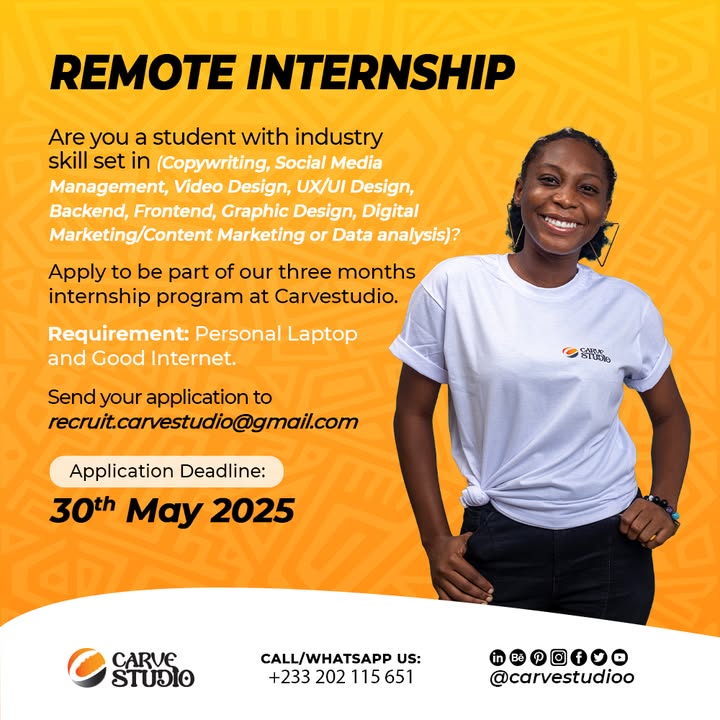 REMOTE INTERNSHIP
Are you a student with industry
skill set in (Copywriting, Social Media
Management, Video Design, UX/UI Design,
Backend, Frontend, Graphic Design, Digital
Marketing/Content Marketing or Data analysis)?
Apply to be part of our three months
internship program at Carvestudio.
Requirement: Personal Laptop
and Good Internet.
Send your application to
recruit.carvestudio@gmail.com
Application Deadline:
30th May 2025
CARVE
STUDIO
CARVE
STUDIO
CALL/WHATSAPP US:
+233 202 115 651
@carvestudioo